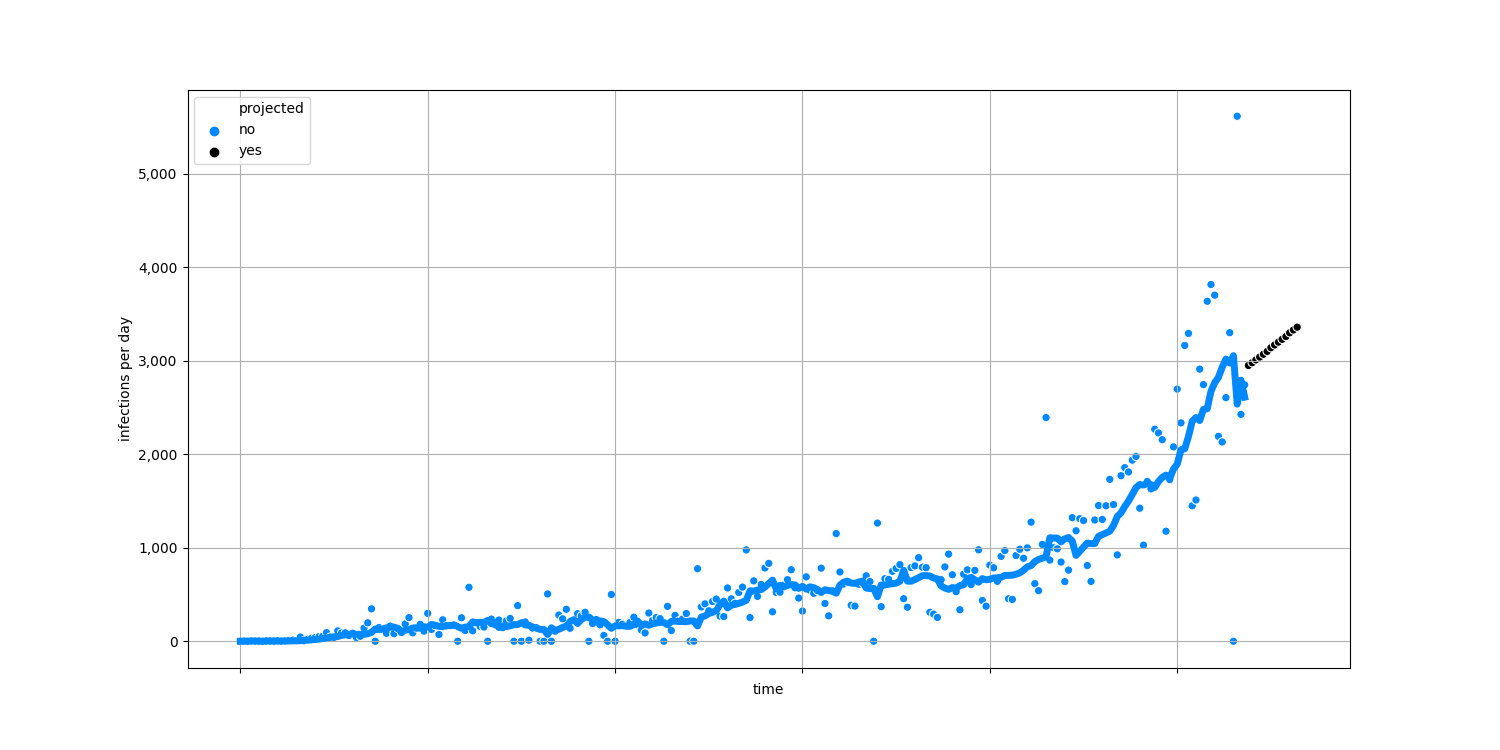 projected
no
yes
5,000
4,000
3,000
2,000
1,000
0
infections per day
time